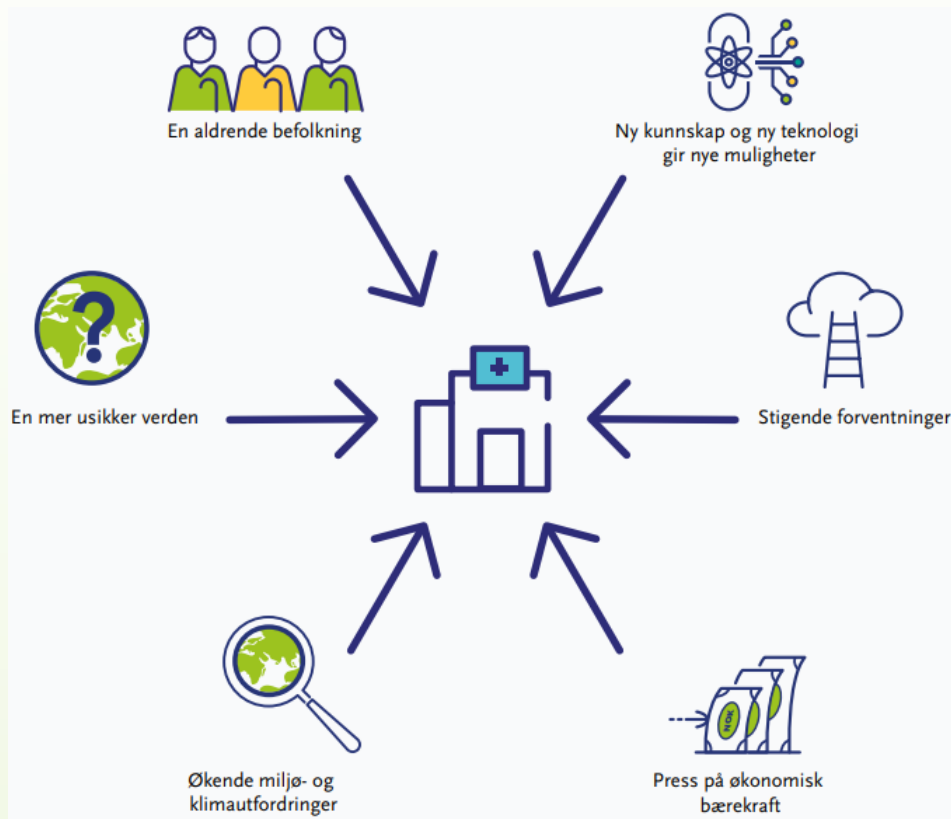 En aldrende befolkning
Ny kunnskap og ny teknologi
gir nye muligheter
?
En mer usikker verden
Stigende forventninger
NOK
Økende miljø- og
klimautfordringer
Press på økonomisk
bærekraft